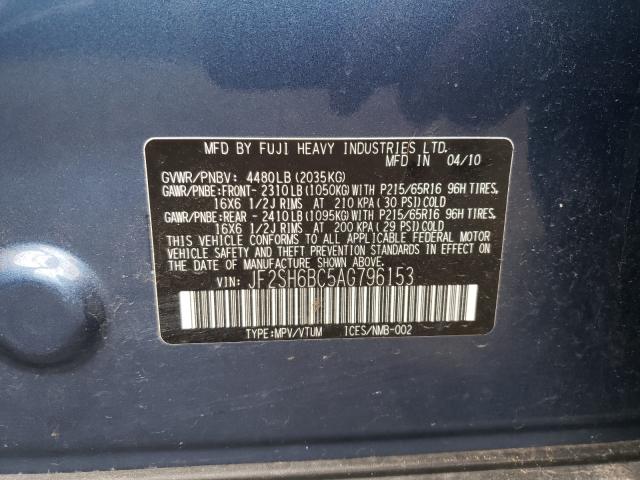 MFD BY FUJI HEAVY INDUSTRIES LTD.
MFD IN 04/10
GVWR/PNBV: 4480LB (2035KG)
GAWR/PNBE:FRONT- 2310LB (1050KG) WITH P215/65R16 96H TIRES,
16X6 1/2J RIMS AT 210 KPA (30 PSI) COLD
GAWR/PNBE:REAR - 2410LB (1095KG) WITH P215/65R16 96H TIRES,
16X6 1/2J RIMS AT 200 KPA (29 PSI) COLD
THIS VEHICLE CONFORMS TO ALL APPLICABLE FEDERAL MOTOR
VEHICLE SAFETY STANDARDS IN EFFECT ON THE DATE OF
MANUFACTURE SHOWN ABOVE.
VIN: JF2SH6BC5AG796153
TYPE:MPV/VTUM ICES/NMB-002